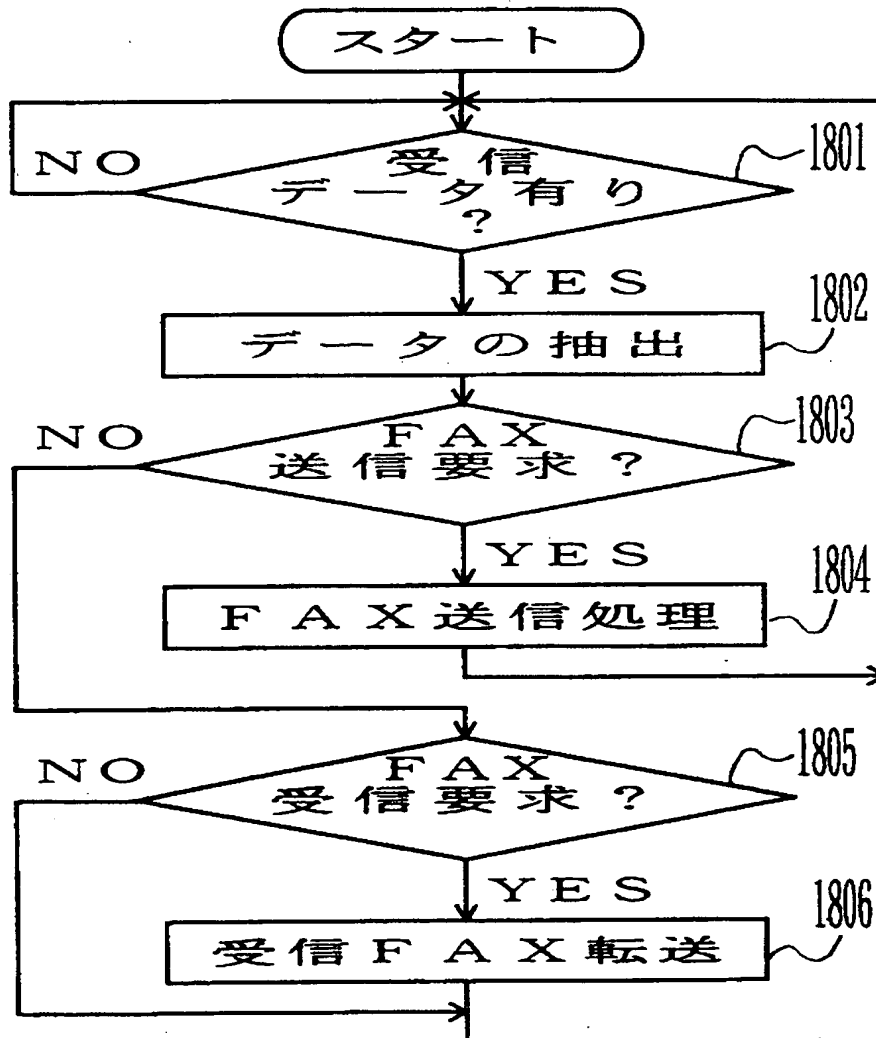 スタート
1801
NO
受信
データ有り
?
YES
1802
データの抽出
1803
NO
FAX
送信要求?
YES
1804
FAX送信処理
1805
NO
FAX
受信要求?
YES
1806
受信FAX転送